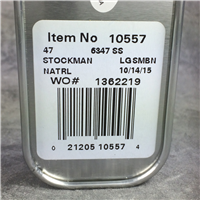 Item No 10557
47 6347 SS
STOCKMAN LGSMBN
NATRL 10/14/15
WO# 1362219
0 21205 10557 4